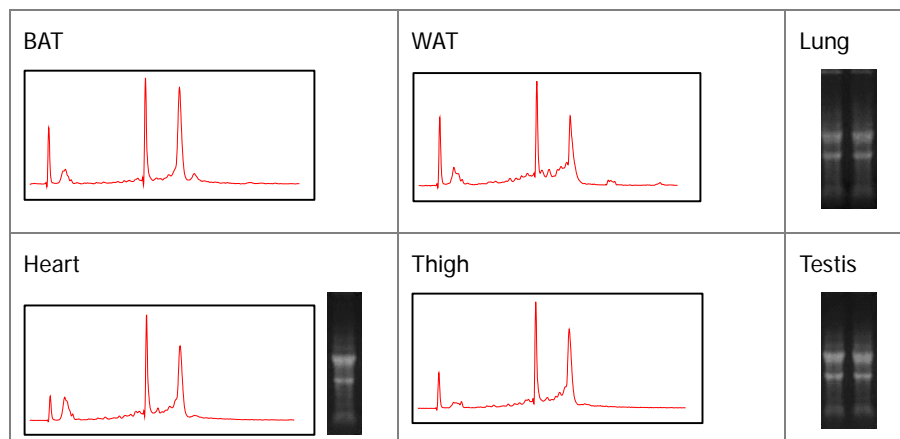 BAT
WAT
Lung
Heart
Thigh
Testis